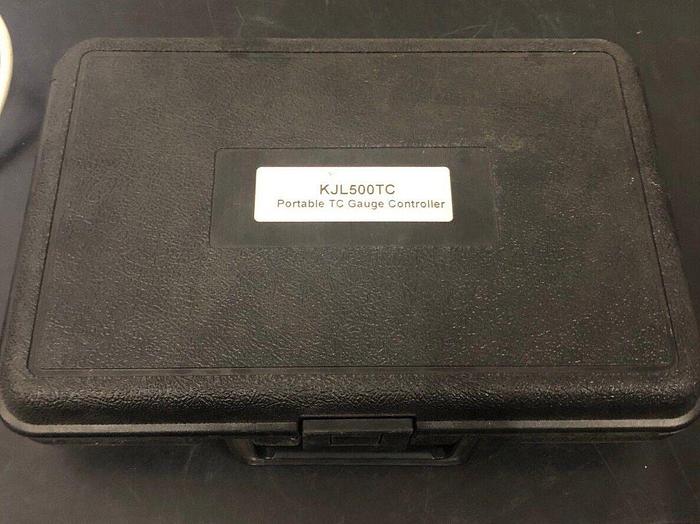 KJL500TC
Portable TC Gauge Controller